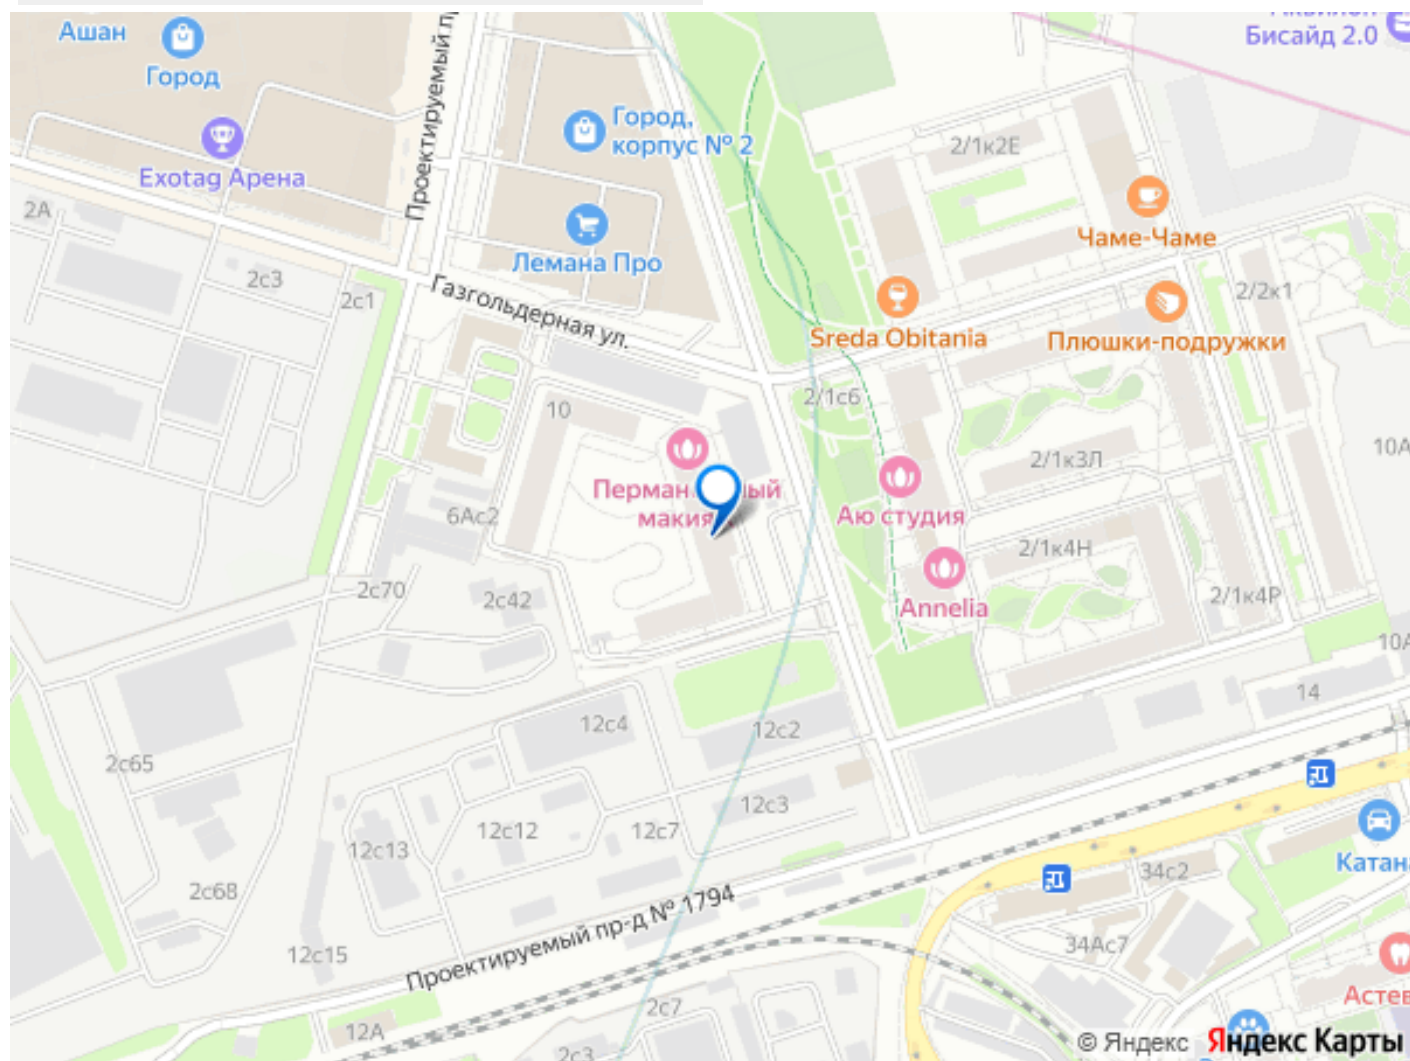 Ашан
Город
Exotag Арена
Проектируемый
Город,
корпус № 2
Лемана Про
Бисайд 2.0
2/1к2Е
Чаме-Чаме
Sreda Obitania
Плюшки-подружки
2/2к1
2А
2с3
2с1
Газгольдерная ул.
2/1с6
10
10А
2/1к3Л
Аю студия
6Ас2
2/1к4Н
Annelia
2/1к4Р
2с70
2с42
10А
14
12с4
12с2
2с65
12с3
12с12
12с7
12с13
2с68
Катана
34с2
Проектируемый пр-д № 1794
34Ас7
12с15
2с7
12А
2с3
© Яндекс Яндекс Карты